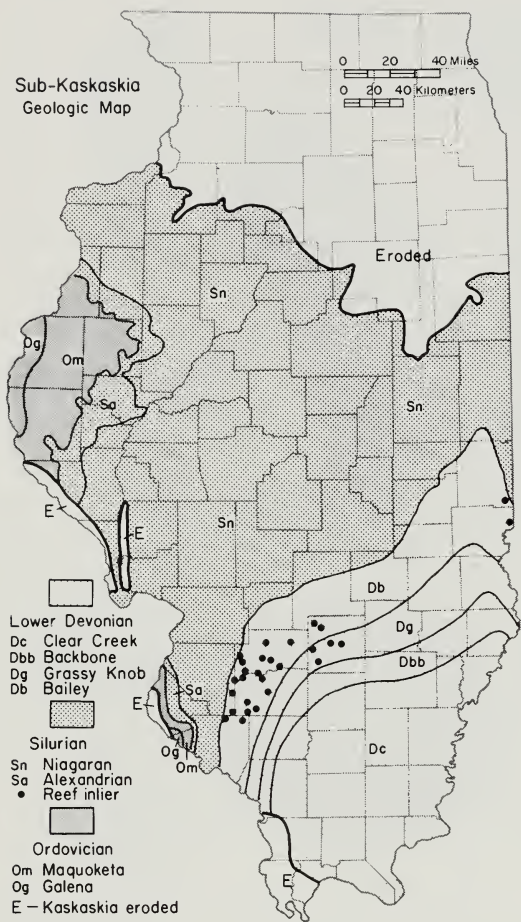 Sub-Kaskaskia
Geologic Map
0 20 40 Miles
0 20 40 Kilometers
Eroded
Sn
Og
Om
Sa
Sn
E
E
Sn
Db
Dg
Dbb
Sa
E
Og
Om
Dc
E
Lower Devonian
Dc Clear Creek
Dbb Backbone
Dg Grassy Knob
Db Bailey
Silurian
Sn Niagaran
Sa Alexandrian
● Reef inlier
Ordovician
Om Maquoketa
Og Galena
E — Kaskaskia eroded